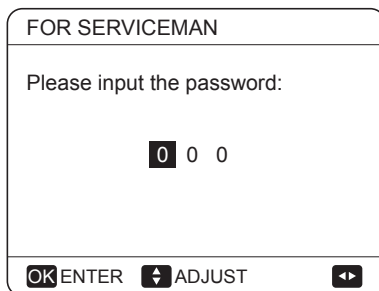 FOR SERVICEMAN
Please input the password:
0 0 0
OK ENTER ADJUST